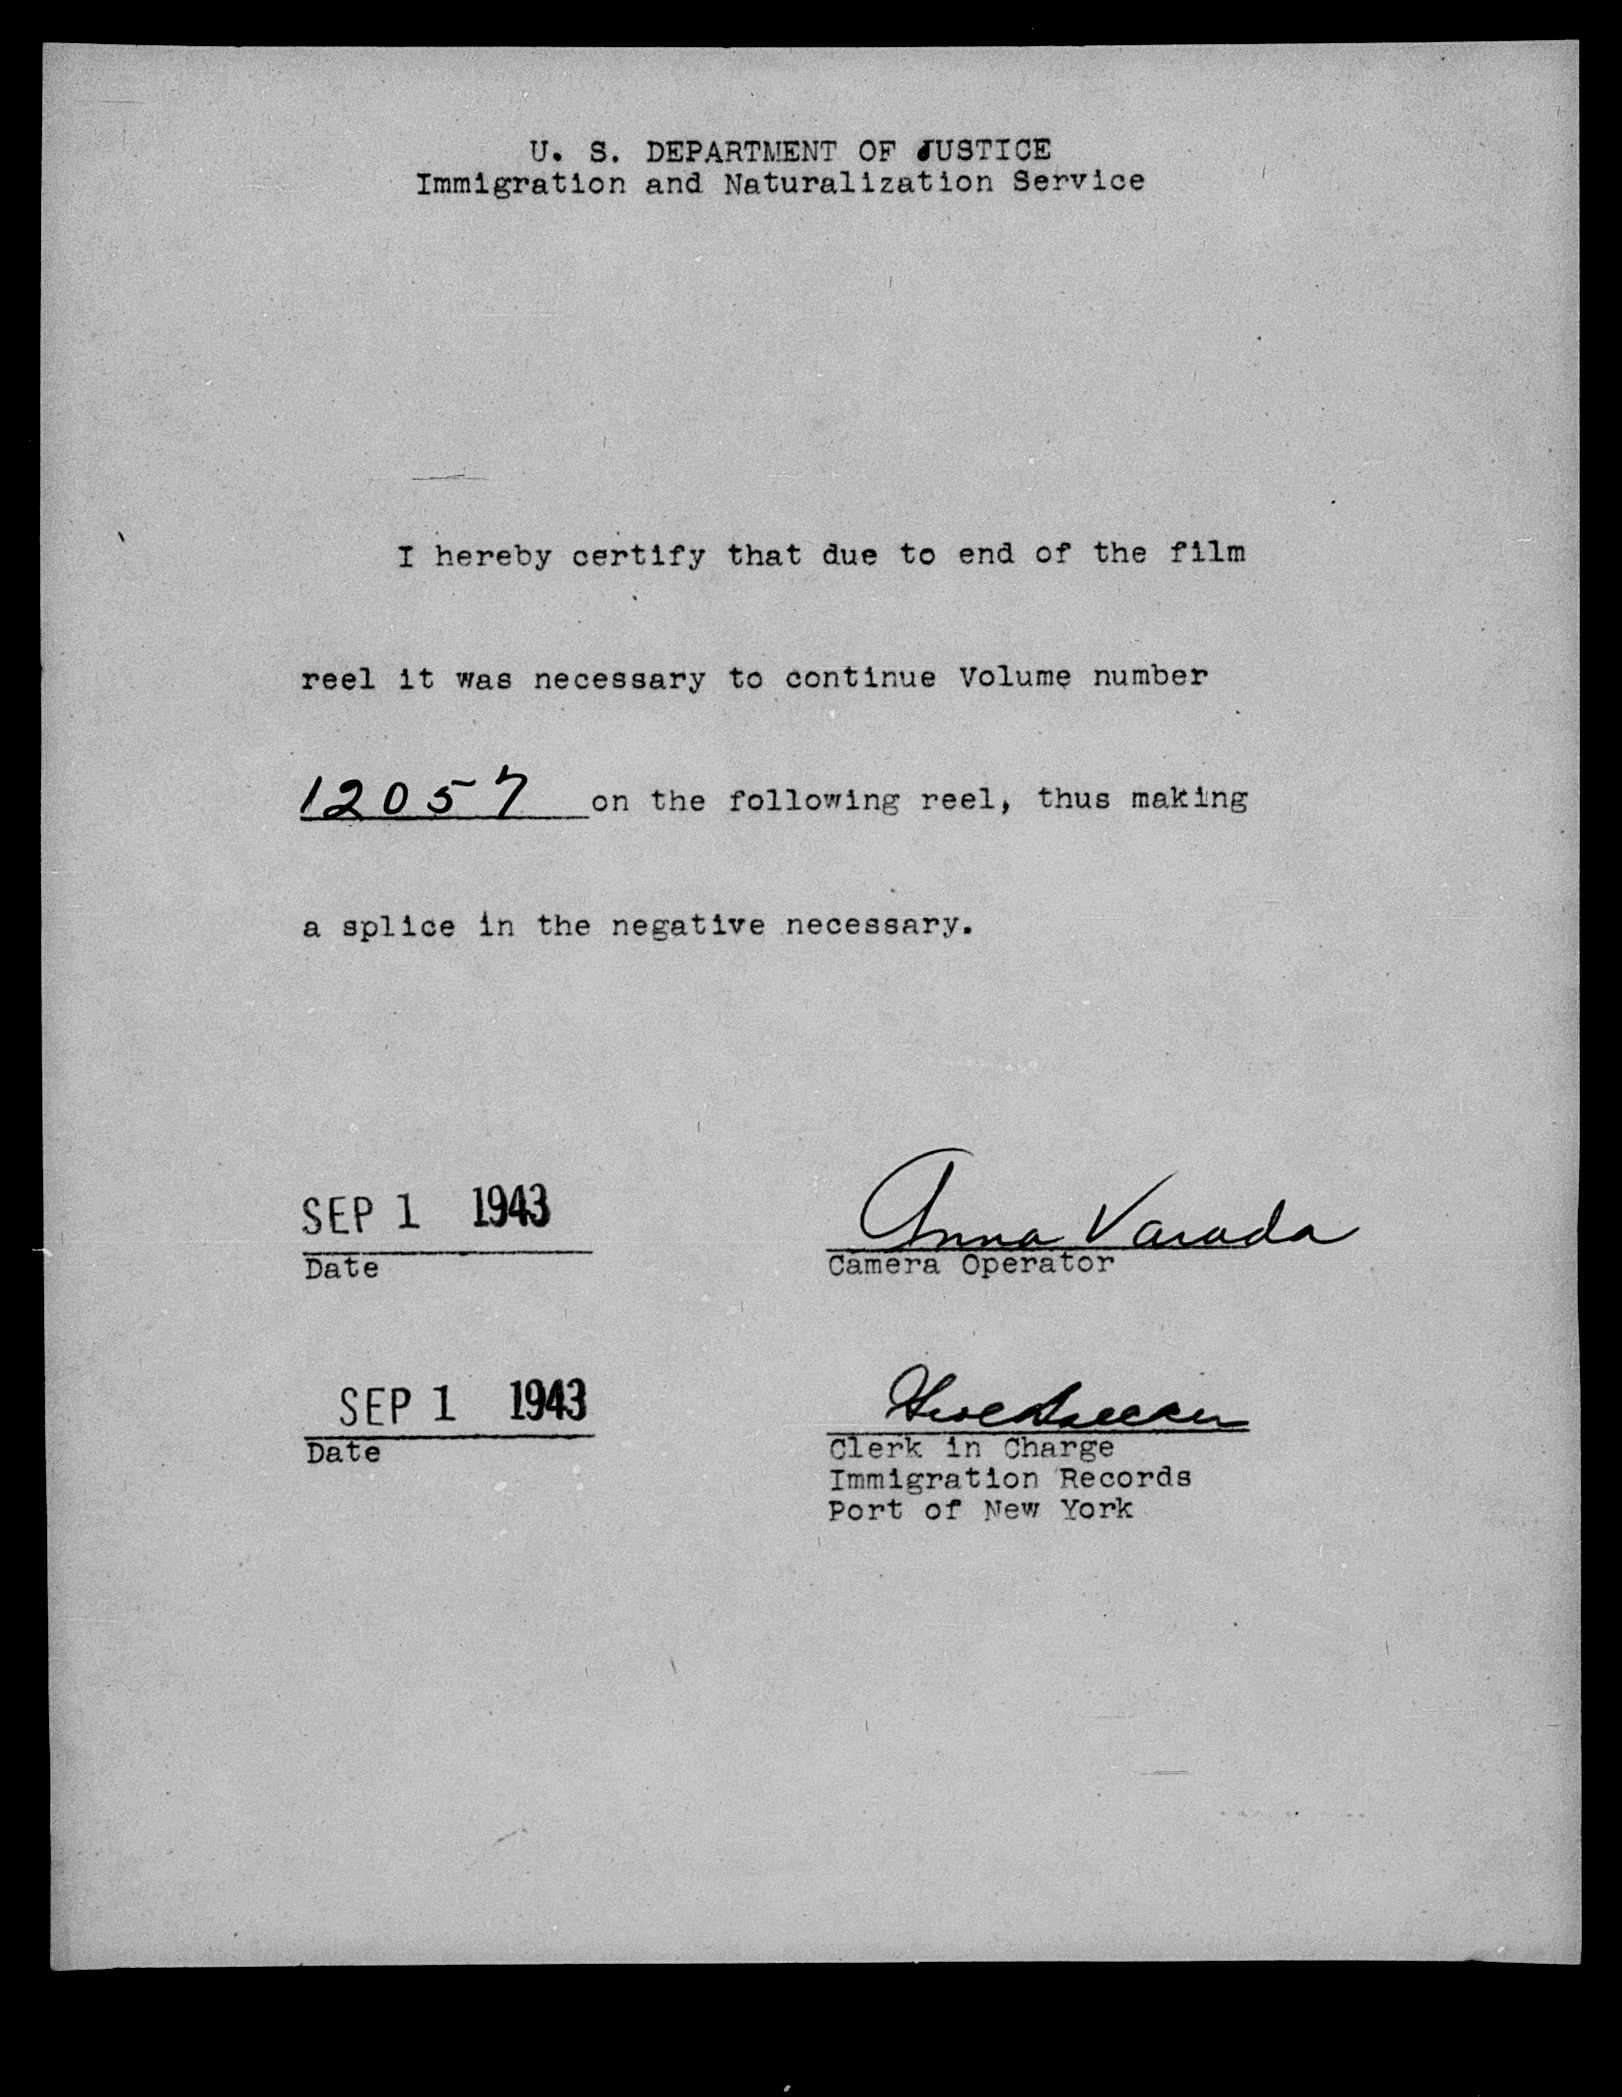 U. S. DEPARTMENT OF JUSTICE
Immigration and Naturalization Service
I hereby certify that due to end of the film
reel it was necessary to continue Volume number
12057 on the following reel, thus making
a splice in the negative necessary.
SEP 1 1943
Date
Anna Varada
Camera Operator
SEP 1 1943
Date
Clerk in Charge
Immigration Records
Port of New York